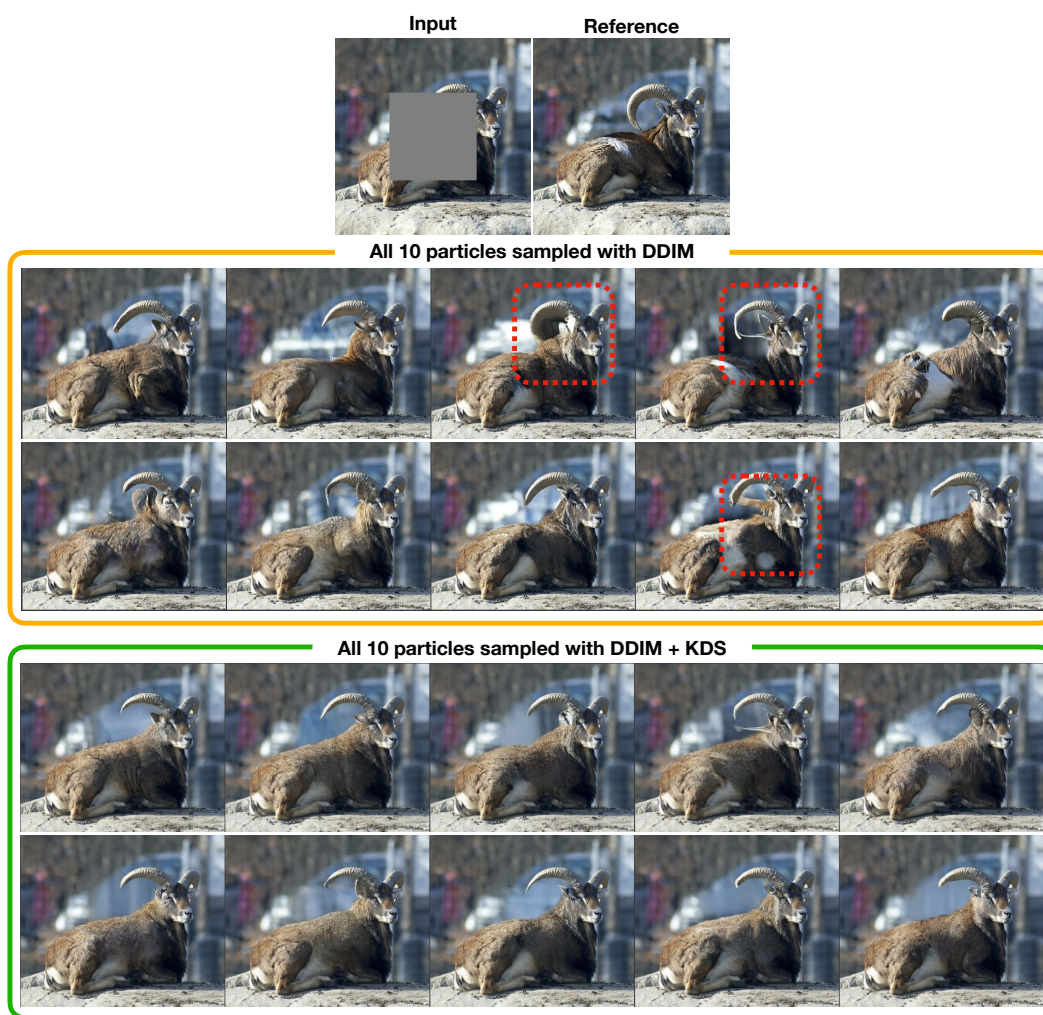 Input
Reference
All 10 particles sampled with DDIM
All 10 particles sampled with DDIM + KDS